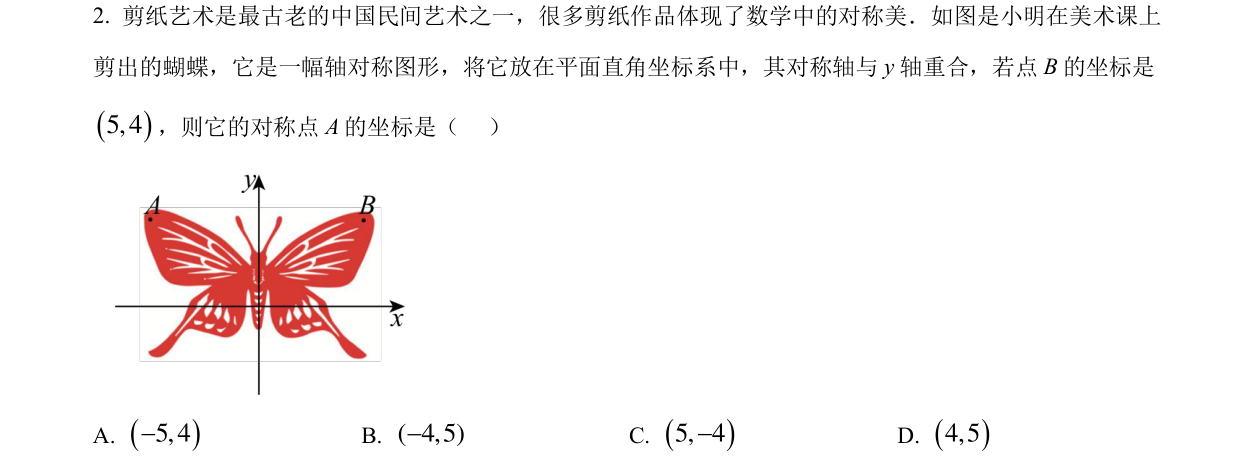 2. 剪纸艺术是最古老的中国民间艺术之一，很多剪纸作品体现了数学中的对称美．如图是小明在美术课上
剪出的蝴蝶，它是一幅轴对称图形，将它放在平面直角坐标系中，其对称轴与 y 轴重合，若点 B 的坐标是
(5,4)，则它的对称点 A 的坐标是（　）
y
A B
x
A. (−5,4) B. (−4,5) C. (5,−4) D. (4,5)